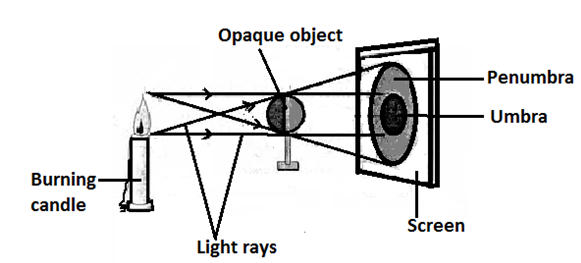 Opaque object
Penumbra
Umbra
Burning
candle
Screen
Light rays